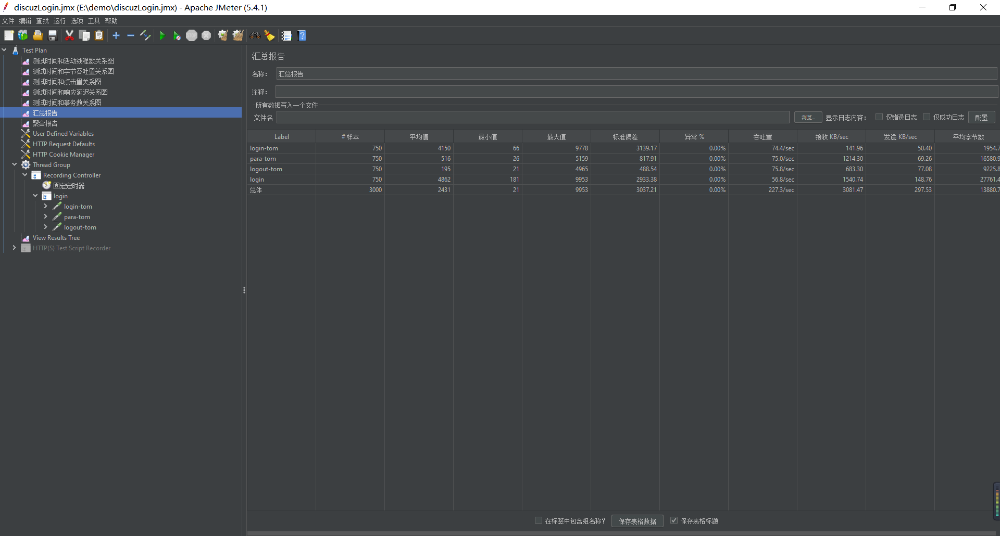 discuzLogin.jmx (E:\demo\discuzLogin.jmx) - Apache JMeter (5.4.1)
文件 编辑 查找 运行 选项 工具 帮助
Test Plan
测试时间和活动线程数关系图
测试时间和字节吞吐量关系图
测试时间和点击量关系图
测试时间和响应延迟关系图
测试时间和事务数关系图
汇总报告
聚合报告
User Defined Variables
HTTP Request Defaults
HTTP Cookie Manager
Thread Group
Recording Controller
固定定时器
login
login-tom
para-tom
logout-tom
View Results Tree
HTTP(S) Test Script Recorder
汇总报告
名称： 汇总报告
注释：
所有数据写入一个文件
文件名 浏览... 显示日志内容： 仅错误日志 仅成功日志 配置
Label # 样本 平均值 最小值 最大值 标准偏差 异常 % 吞吐量 接收 KB/sec 发送 KB/sec 平均字节数
login-tom 750 4150 66 9778 3139.17 0.00% 74.4/sec 141.96 50.40 1954.7
para-tom 750 516 26 5159 817.91 0.00% 75.0/sec 1214.30 69.26 16580.9
logout-tom 750 195 21 4965 488.54 0.00% 75.8/sec 683.30 77.08 9225.8
login 750 4862 181 9953 2933.38 0.00% 56.8/sec 1540.74 148.76 27761.4
总体 3000 2431 21 9953 3037.21 0.00% 227.3/sec 3081.47 297.53 13880.7
在标签中包含组名称? 保存表格数据 保存表格标题